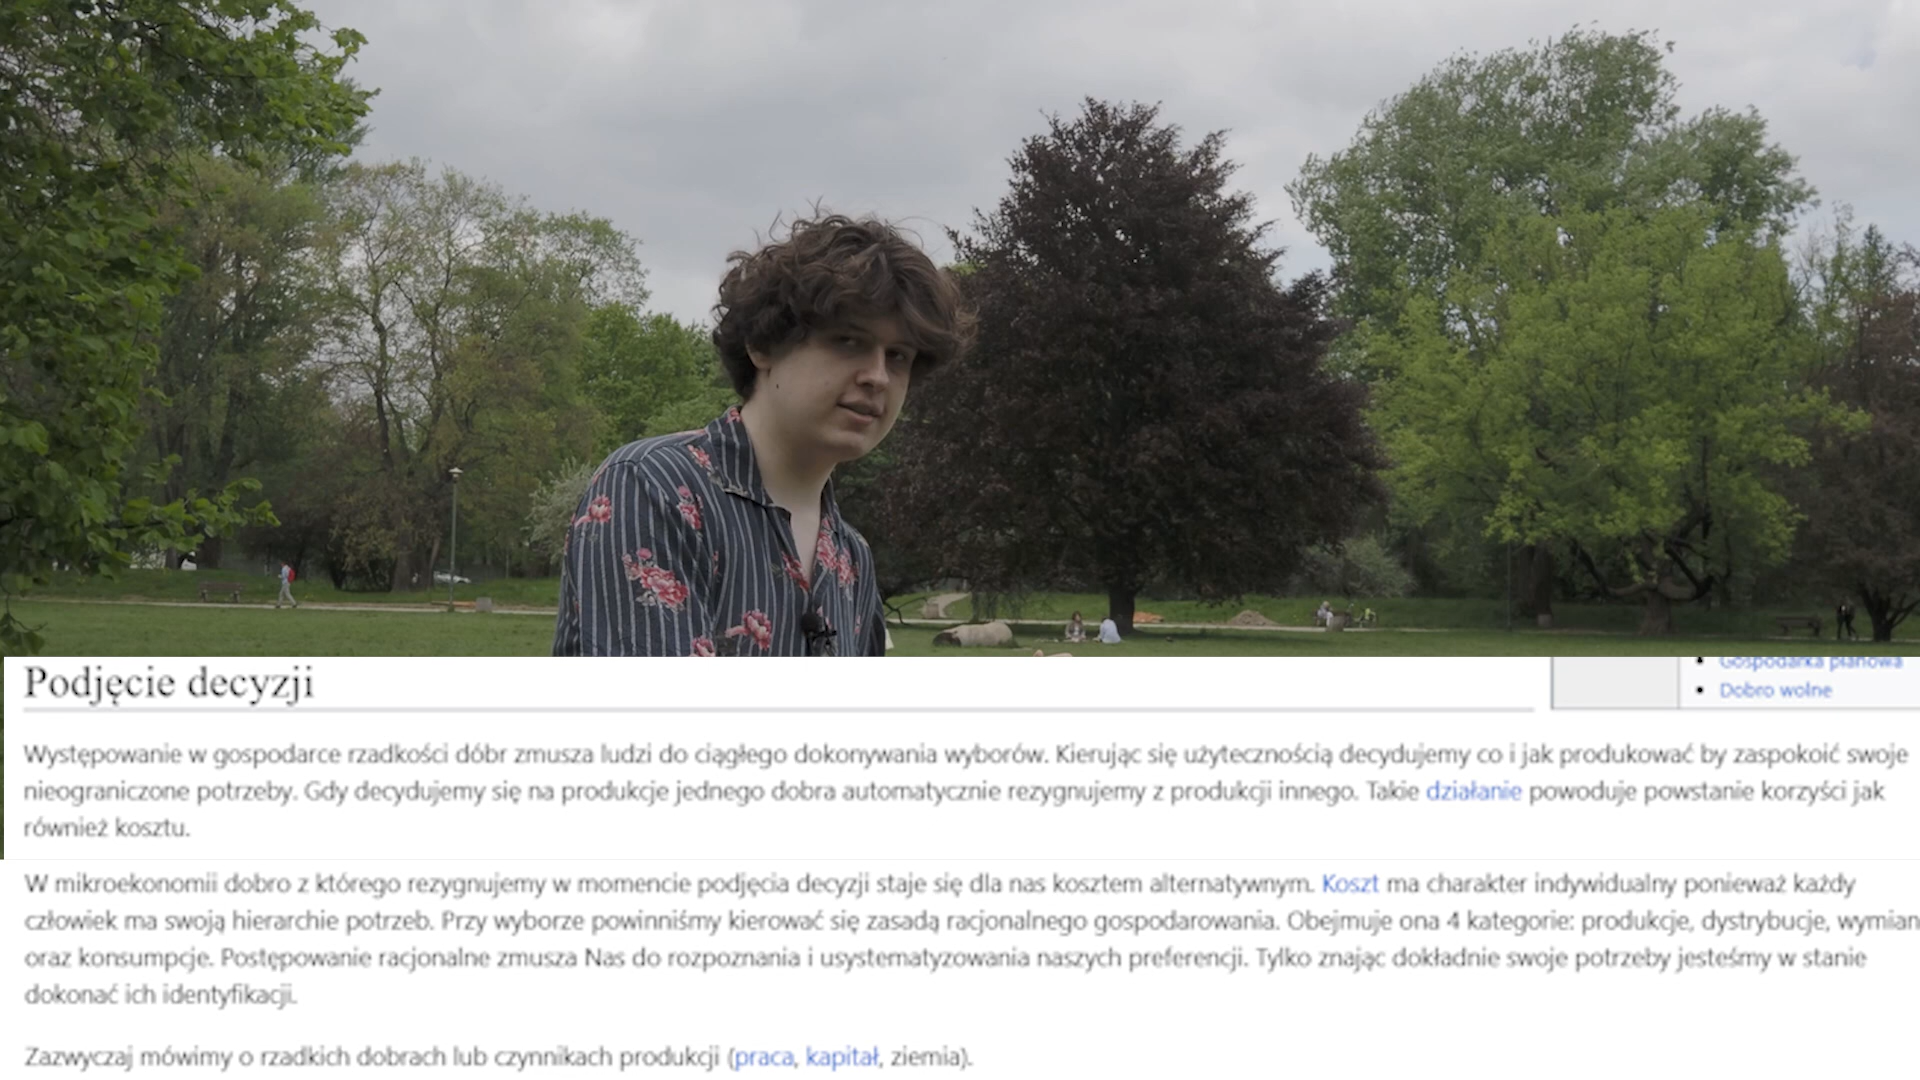 Podjęcie decyzji
Gospodarka planowa
Dobro wolne
Występowanie w gospodarce rzadkości dóbr zmusza ludzi do ciągłego dokonywania wyborów. Kierując się użytecznością decydujemy co i jak produkować by zaspokoić swoje
nieograniczone potrzeby. Gdy decydujemy się na produkcje jednego dobra automatycznie rezygnujemy z produkcji innego. Takie działanie powoduje powstanie korzyści jak
również kosztu.
W mikroekonomii dobro z którego rezygnujemy w momencie podjęcia decyzji staje się dla nas kosztem alternatywnym. Koszt ma charakter indywidualny ponieważ każdy
człowiek ma swoją hierarchie potrzeb. Przy wyborze powinniśmy kierować się zasadą racjonalnego gospodarowania. Obejmuje ona 4 kategorie: produkcje, dystrybucje, wymian
oraz konsumpcje. Postępowanie racjonalne zmusza Nas do rozpoznania i usystematyzowania naszych preferencji. Tylko znając dokładnie swoje potrzeby jesteśmy w stanie
dokonać ich identyfikacji.
Zazwyczaj mówimy o rzadkich dobrach lub czynnikach produkcji (praca, kapitał, ziemia).